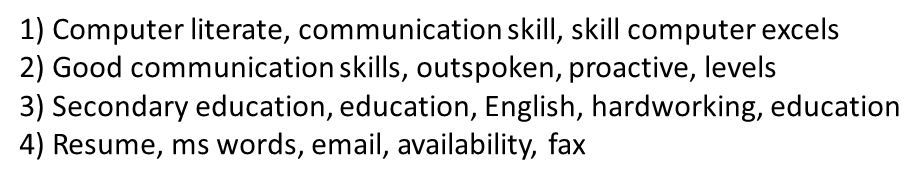 1) Computer literate, communication skill, skill computer excels
2) Good communication skills, outspoken, proactive, levels
3) Secondary education, education, English, hardworking, education
4) Resume, ms words, email, availability, fax